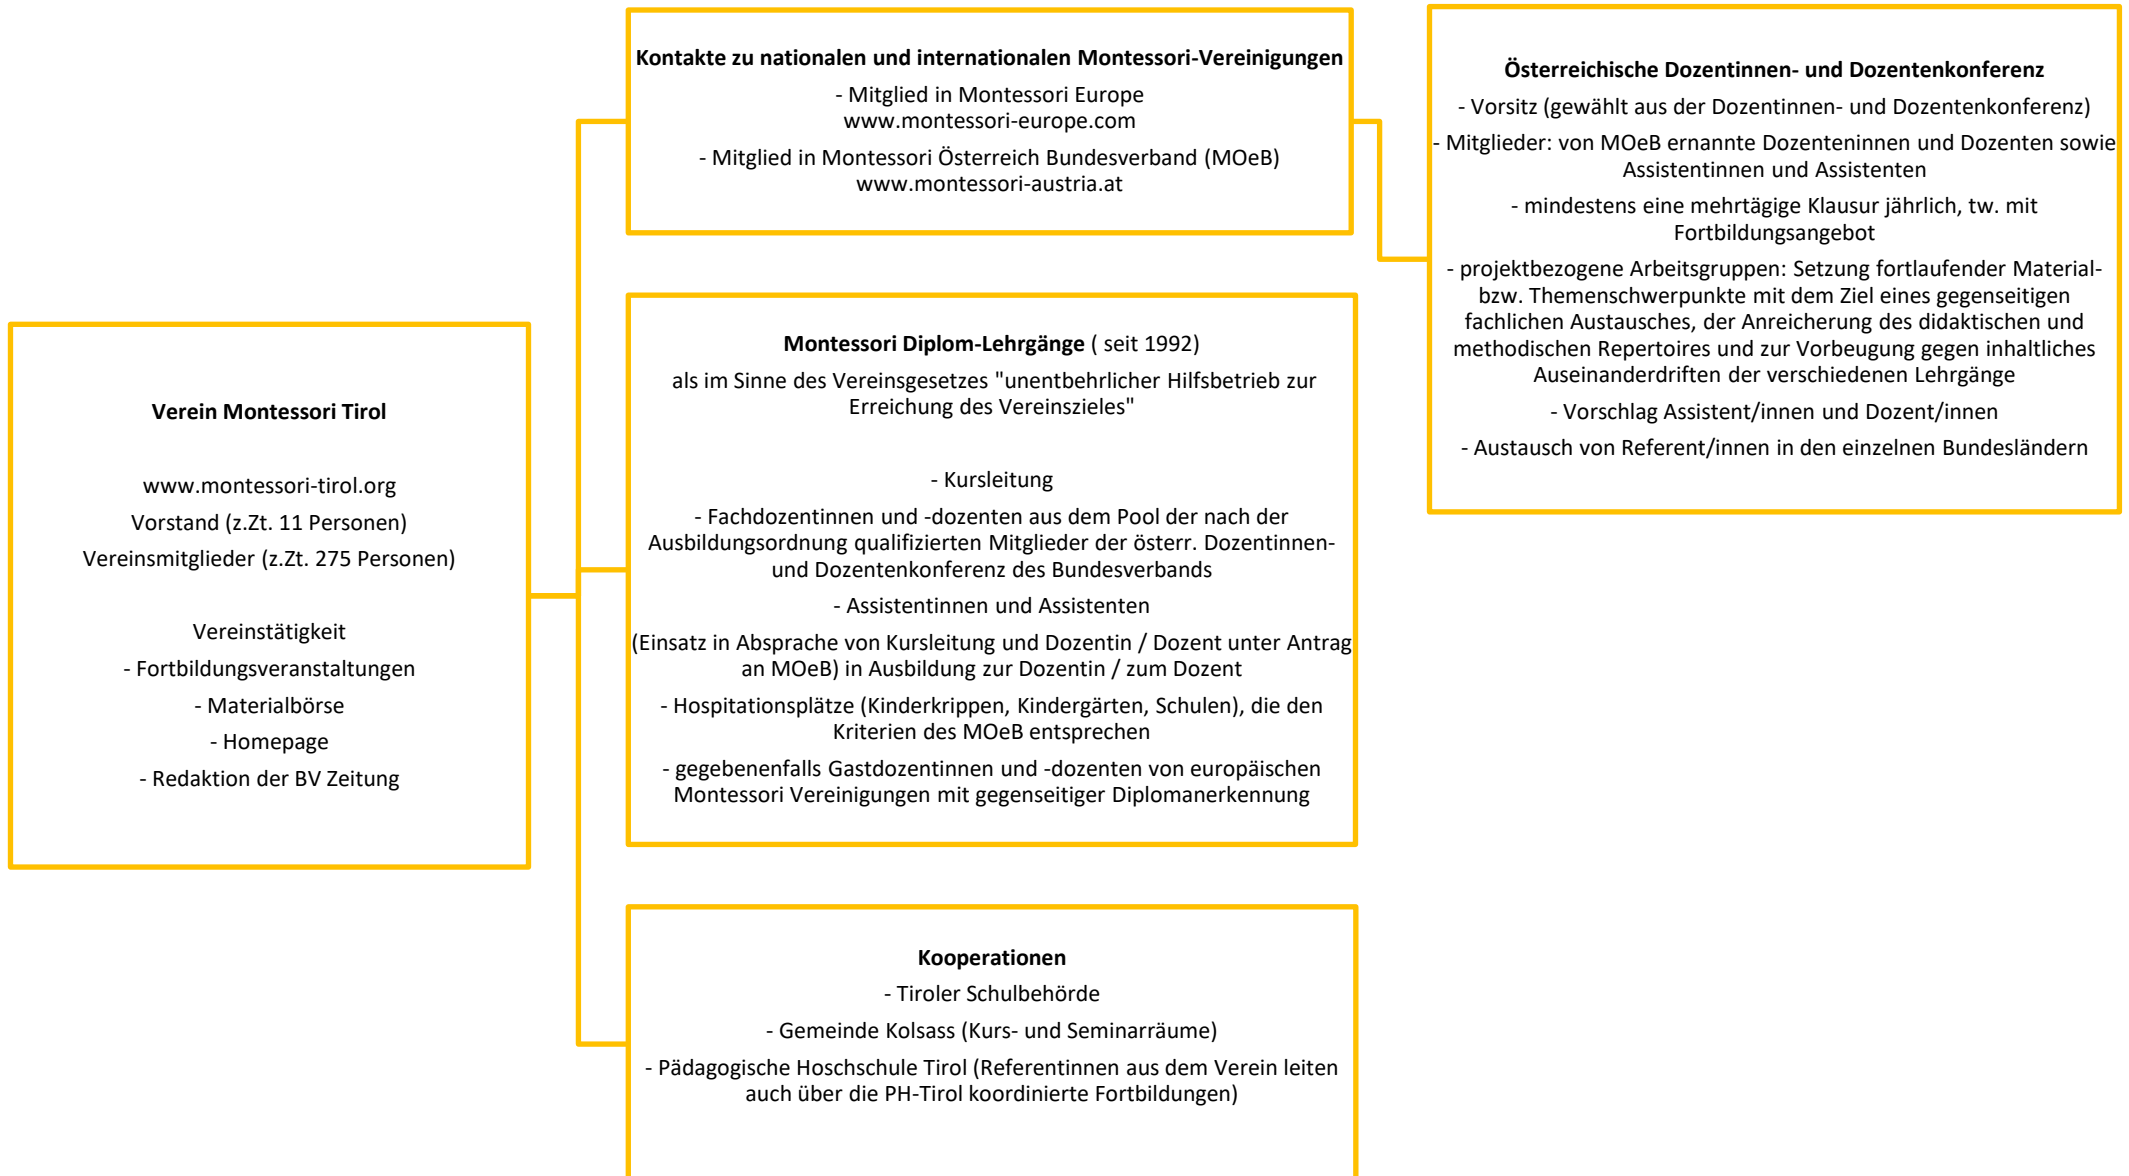 Verein Montessori Tirol
www.montessori-tirol.org
Vorstand (z.Zt. 11 Personen)
Vereinsmitglieder (z.Zt. 275 Personen)
Vereinstätigkeit
- Fortbildungsveranstaltungen
- Materialbörse
- Homepage
- Redaktion der BV Zeitung
Kontakte zu nationalen und internationalen Montessori-Vereinigungen
- Mitglied in Montessori Europe
www.montessori-europe.com
- Mitglied in Montessori Österreich Bundesverband (MOeB)
www.montessori-austria.at
Österreichische Dozentinnen- und Dozentenkonferenz
- Vorsitz (gewählt aus der Dozentinnen- und Dozentenkonferenz)
- Mitglieder: von MOeB ernannte Dozenteninnen und Dozenten sowie
Assistentinnen und Assistenten
- mindestens eine mehrtägige Klausur jährlich, tw. mit
Fortbildungsangebot
- projektbezogene Arbeitsgruppen: Setzung fortlaufender Material-
bzw. Themenschwerpunkte mit dem Ziel eines gegenseitigen
fachlichen Austausches, der Anreicherung des didaktischen und
methodischen Repertoires und zur Vorbeugung gegen inhaltliches
Auseinanderdriften der verschiedenen Lehrgänge
- Vorschlag Assistent/innen und Dozent/innen
- Austausch von Referent/innen in den einzelnen Bundesländern
Montessori Diplom-Lehrgänge ( seit 1992)
als im Sinne des Vereinsgesetzes "unentbehrlicher Hilfsbetrieb zur
Erreichung des Vereinszieles"
- Kursleitung
- Fachdozentinnen und -dozenten aus dem Pool der nach der
Ausbildungsordnung qualifizierten Mitglieder der österr. Dozentinnen-
und Dozentenkonferenz des Bundesverbands
- Assistentinnen und Assistenten
(Einsatz in Absprache von Kursleitung und Dozentin / Dozent unter Antrag
an MOeB) in Ausbildung zur Dozentin / zum Dozent
- Hospitationsplätze (Kinderkrippen, Kindergärten, Schulen), die den
Kriterien des MOeB entsprechen
- gegebenenfalls Gastdozentinnen und -dozenten von europäischen
Montessori Vereinigungen mit gegenseitiger Diplomanerkennung
Kooperationen
- Tiroler Schulbehörde
- Gemeinde Kolsass (Kurs- und Seminarräume)
- Pädagogische Hoschschule Tirol (Referentinnen aus dem Verein leiten
auch über die PH-Tirol koordinierte Fortbildungen)